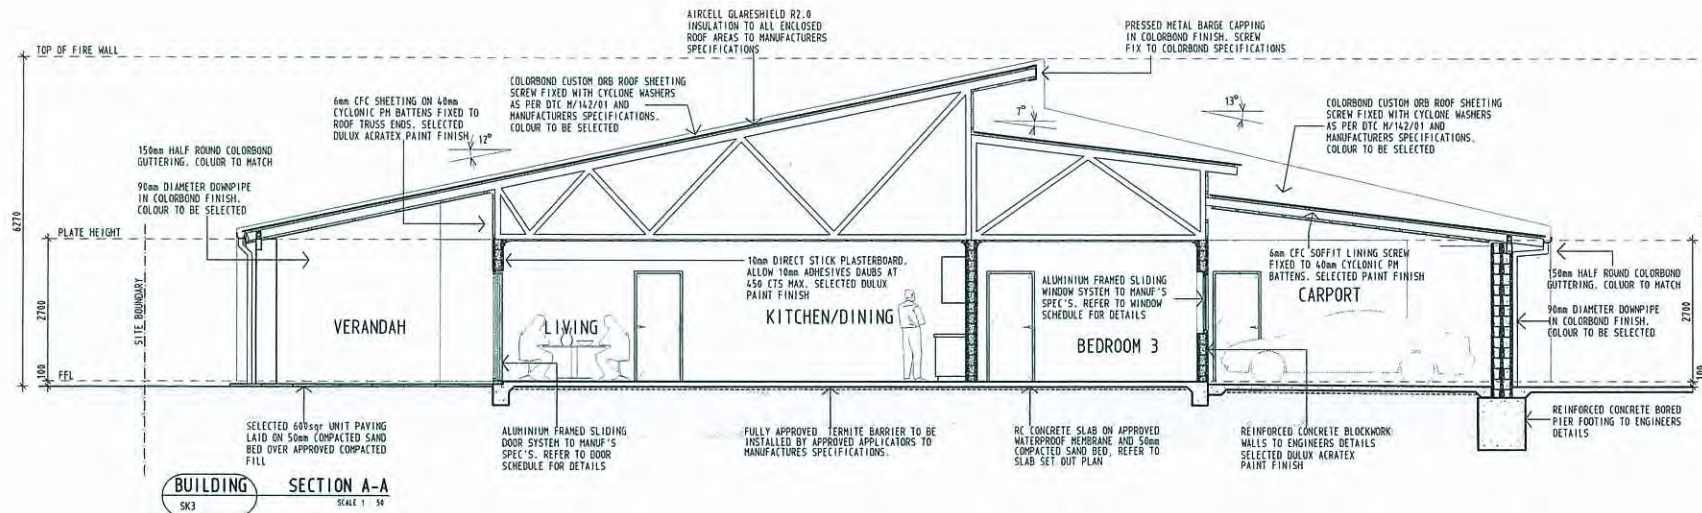 AIRCELL GLARESHIELD R2.0
INSULATION TO ALL ENCLOSED
ROOF AREAS TO MANUFACTURERS
SPECIFICATIONS
PRESSED METAL BARGE CAPPING
IN COLORBOND FINISH. SCREW
FIX TO COLORBOND SPECIFICATIONS
TOP OF FIRE WALL
COLORBOND CUSTOM ORB ROOF SHEETING
SCREW FIXED WITH CYCLONE WASHERS
AS PER DTC M/142/01 AND
MANUFACTURERS SPECIFICATIONS.
COLOUR TO BE SELECTED
6mm CFC SHEETING ON 40mm
CYCLONIC PM BATTENS FIXED TO
ROOF TRUSS ENDS. SELECTED
DULUX ACRATEX PAINT FINISH
12°
7°
13°
COLORBOND CUSTOM ORB ROOF SHEETING
SCREW FIXED WITH CYCLONE WASHERS
AS PER DTC M/142/01 AND
MANUFACTURERS SPECIFICATIONS.
COLOUR TO BE SELECTED
150mm HALF ROUND COLORBOND
GUTTERING. COLUOR TO MATCH
90mm DIAMETER DOWNPIPE
IN COLORBOND FINISH.
COLOUR TO BE SELECTED
6270
PLATE HEIGHT
2700
SITE BOUNDARY
100
FFL
VERANDAH
LIVING
10mm DIRECT STICK PLASTERBOARD.
ALLOW 10mm ADHESIVES DAUBS AT
450 CTS MAX. SELECTED DULUX
PAINT FINISH
KITCHEN/DINING
ALUMINIUM FRAMED SLIDING
WINDOW SYSTEM TO MANUF'S
SPEC'S. REFER TO WINDOW
SCHEDULE FOR DETAILS
BEDROOM 3
6mm CFC SOFFIT LINING SCREW
FIXED TO 40mm CYCLONIC PM
BATTENS. SELECTED PAINT FINISH
CARPORT
150mm HALF ROUND COLORBOND
GUTTERING. COLUOR TO MATCH
90mm DIAMETER DOWNPIPE
IN COLORBOND FINISH.
COLOUR TO BE SELECTED
2700
100
SELECTED 600sqr UNIT PAVING
LAID ON 50mm COMPACTED SAND
BED OVER APPROVED COMPACTED
FILL
ALUMINIUM FRAMED SLIDING
DOOR SYSTEM TO MANUF'S
SPEC'S. REFER TO DOOR
SCHEDULE FOR DETAILS
FULLY APPROVED TERMITE BARRIER TO BE
INSTALLED BY APPROVED APPLICATORS TO
MANUFACTURES SPECIFICATIONS.
RC CONCRETE SLAB ON APPROVED
WATERPROOF MEMBRANE AND 50mm
COMPACTED SAND BED, REFER TO
SLAB SET OUT PLAN
REINFORCED CONCRETE BLOCKWORK
WALLS TO ENGINEERS DETAILS
SELECTED DULUX ACRATEX
PAINT FINISH
REINFORCED CONCRETE BORED
PIER FOOTING TO ENGINEERS
DETAILS
BUILDING
SK3
SECTION A-A
SCALE 1 : 50